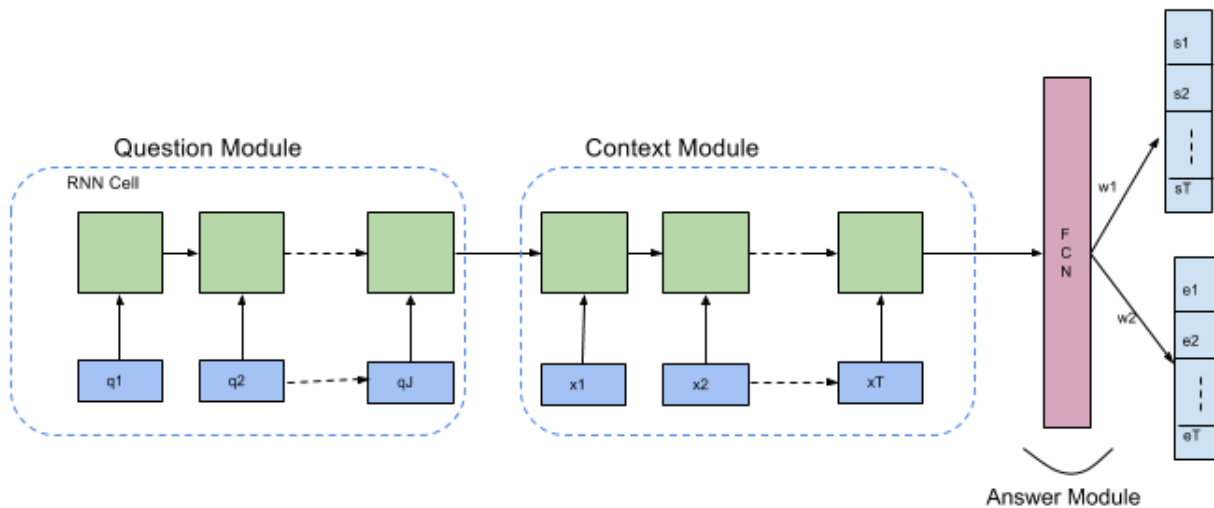 Question Module
RNN Cell
q1
q2
qJ
Context Module
x1
x2
xT
F
C
N
w1
w2
s1
s2
sT
e1
e2
eT
Answer Module